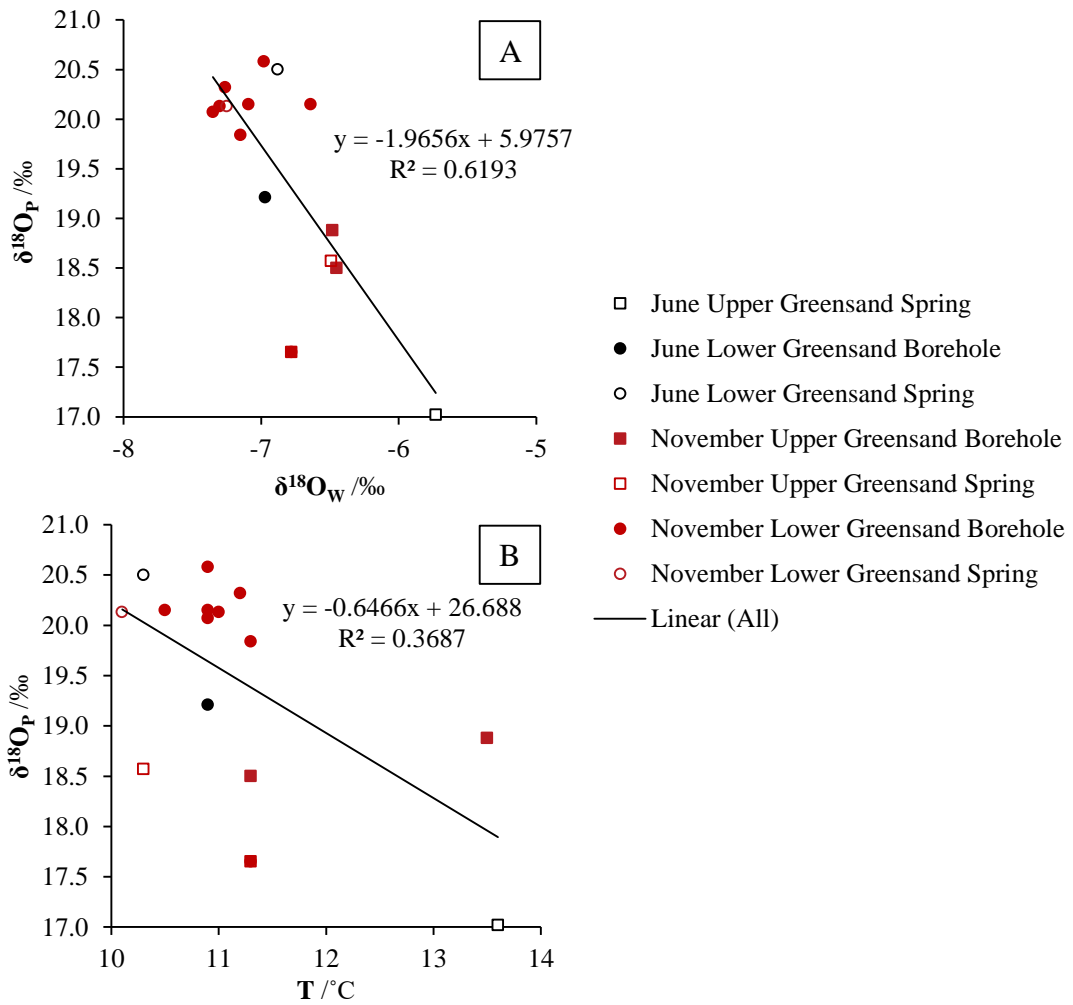 21.0
20.5
20.0
19.5
19.0
18.5
18.0
17.5
17.0
δ¹⁸Oₚ /‰
A
y = -1.9656x + 5.9757
R² = 0.6193
-8 -7 -6 -5
δ¹⁸O_W /‰
21.0
20.5
20.0
19.5
19.0
18.5
18.0
17.5
17.0
δ¹⁸Oₚ /‰
B
y = -0.6466x + 26.688
R² = 0.3687
10 11 12 13 14
T /˚C
June Upper Greensand Spring
June Lower Greensand Borehole
June Lower Greensand Spring
November Upper Greensand Borehole
November Upper Greensand Spring
November Lower Greensand Borehole
November Lower Greensand Spring
Linear (All)